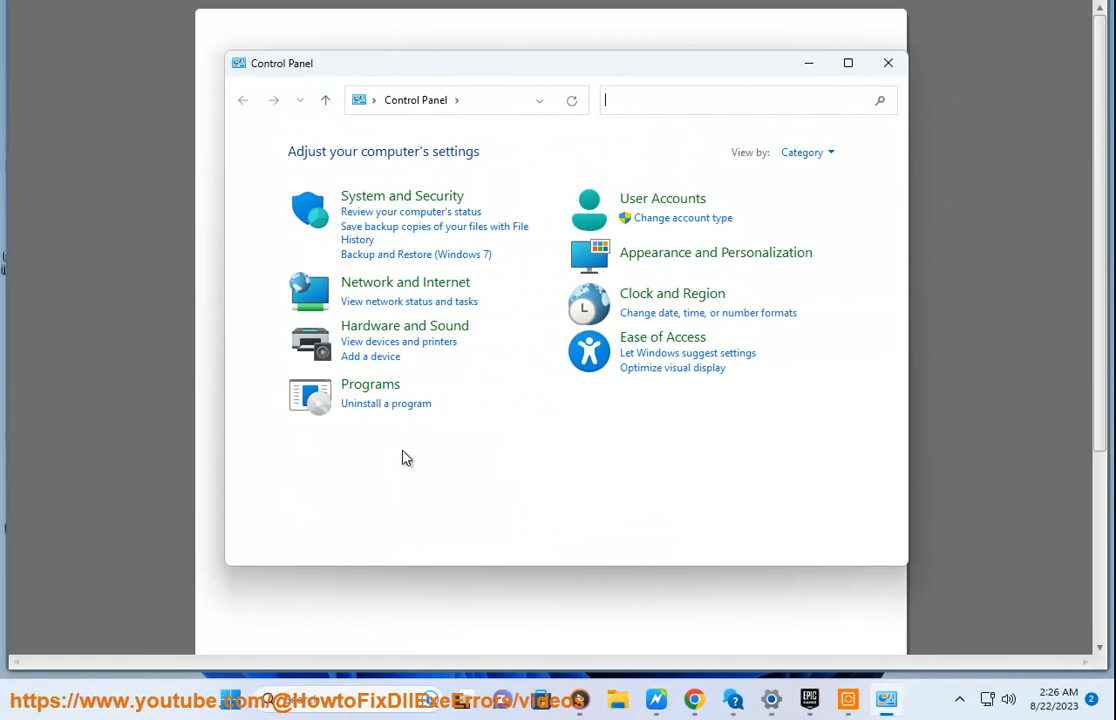 Control Panel
Control Panel
Adjust your computer's settings
View by: Category
System and Security
Review your computer's status
Save backup copies of your files with File
History
Backup and Restore (Windows 7)
Network and Internet
View network status and tasks
Hardware and Sound
View devices and printers
Add a device
Programs
Uninstall a program
User Accounts
Change account type
Appearance and Personalization
Clock and Region
Change date, time, or number formats
Ease of Access
Let Windows suggest settings
Optimize visual display
https://www.youtube.com/@HowtoFixDllExeErrors/videos
EPIC
GAMES
2:26 AM
8/22/2023
2